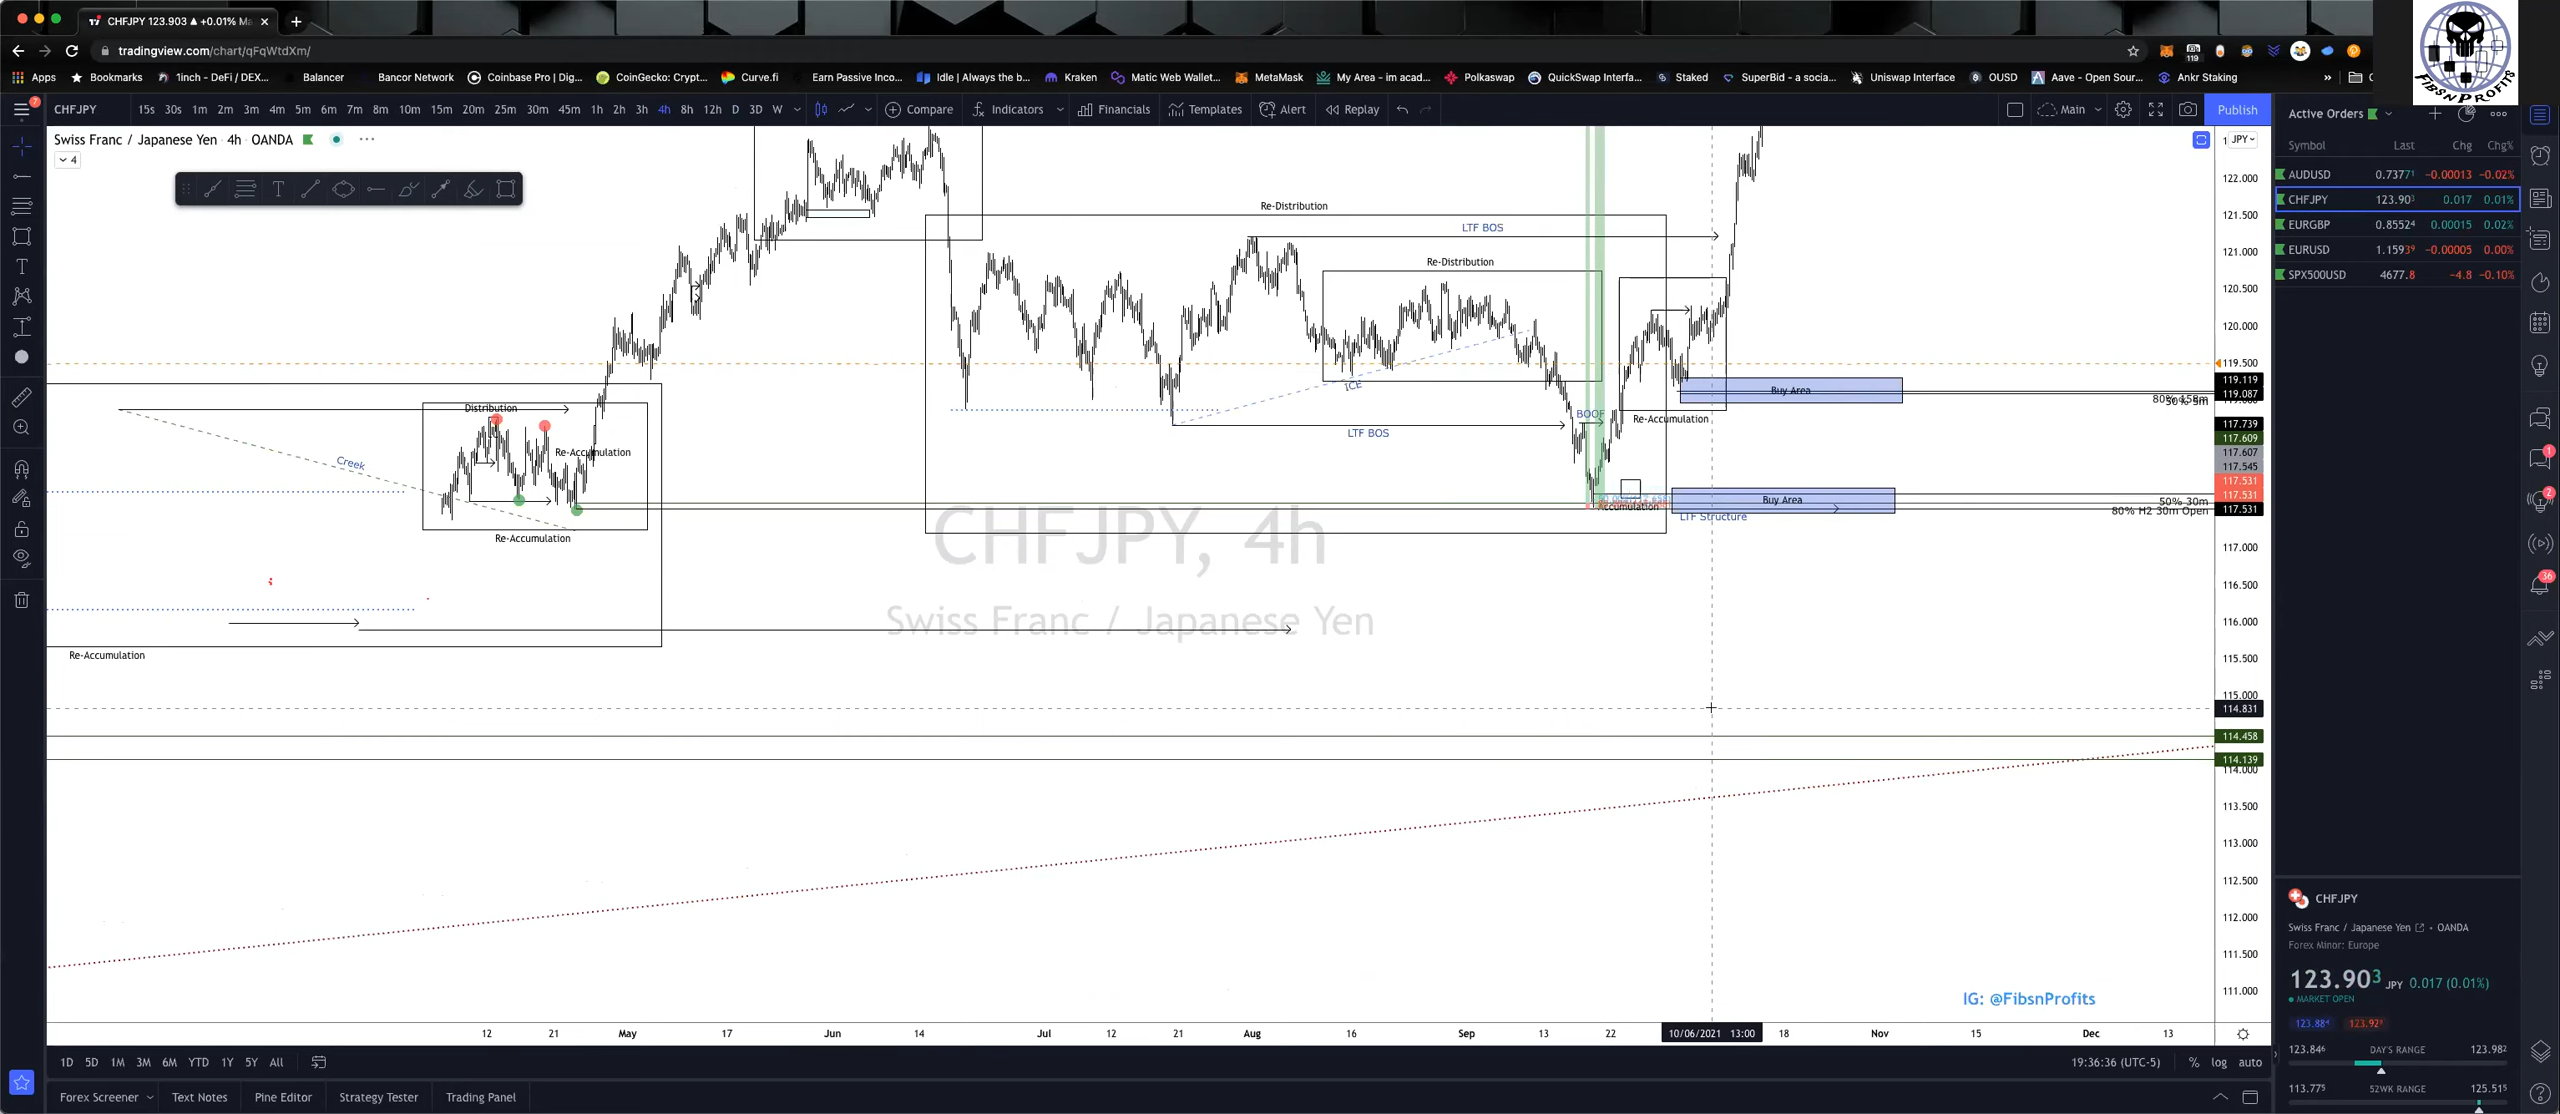 CHFJPY 123.903 ▲ +0.01% Ma
tradingview.com/chart/qFqWtdXm/
119
Apps Bookmarks 1inch - DeFi / DEX... Balancer Bancor Network Coinbase Pro | Dig... CoinGecko: Crypt... Curve.fi Earn Passive Inco... Idle | Always the b... Kraken Matic Web Wallet... MetaMask My Area - im acad... Polkaswap QuickSwap Interfa... Staked SuperBid - a socia... Uniswap Interface OUSD Aave - Open Sour... Ankr Staking »
FIBSNPROFITS
7
CHFJPY 15s 30s 1m 2m 3m 4m 5m 6m 7m 8m 10m 15m 20m 25m 30m 45m 1h 2h 3h 4h 8h 12h D 3D W Compare Indicators Financials Templates Alert Replay Main Publish
Active Orders
Symbol Last Chg Chg%
AUDUSD 0.73771 −0.00013 −0.02%
CHFJPY 123.903 0.017 0.01%
EURGBP 0.85524 0.00015 0.02%
EURUSD 1.15939 −0.00005 0.00%
SPX500USD 4677.8 −4.8 −0.10%
Swiss Franc / Japanese Yen · 4h · OANDA
4
JPY
122.000
Re-Distribution
121.500
LTF BOS
121.000
Re-Distribution
120.500
120.000
119.500
119.119
ICE
Buy Area
119.087
Distribution
BOOF
Re-Accumulation
117.739
LTF BOS
117.609
Re-Accumulation
117.607
Creek
117.545
117.531
117.531
Buy Area
50% 30m
Accumulation
80% H2 30m Open
117.531
LTF Structure
Re-Accumulation
117.000
CHFJPY, 4h
116.500
Swiss Franc / Japanese Yen
116.000
Re-Accumulation
115.500
115.000
114.831
114.458
114.139
114.000
113.500
113.000
112.500
112.000
111.500
111.000
IG: @FibsnProfits
12 21 May 17 Jun 14 Jul 12 21 Aug 16 Sep 13 22 10/06/2021 13:00 18 Nov 15 Dec 13
1D 5D 1M 3M 6M YTD 1Y 5Y All
19:36:36 (UTC-5) % log auto
Forex Screener Text Notes Pine Editor Strategy Tester Trading Panel
1
2
36
CHFJPY
Swiss Franc / Japanese Yen • OANDA
Forex Minor: Europe
123.903 JPY 0.017 (0.01%)
MARKET OPEN
123.884 123.929
123.846 DAY'S RANGE 123.982
113.775 52WK RANGE 125.515